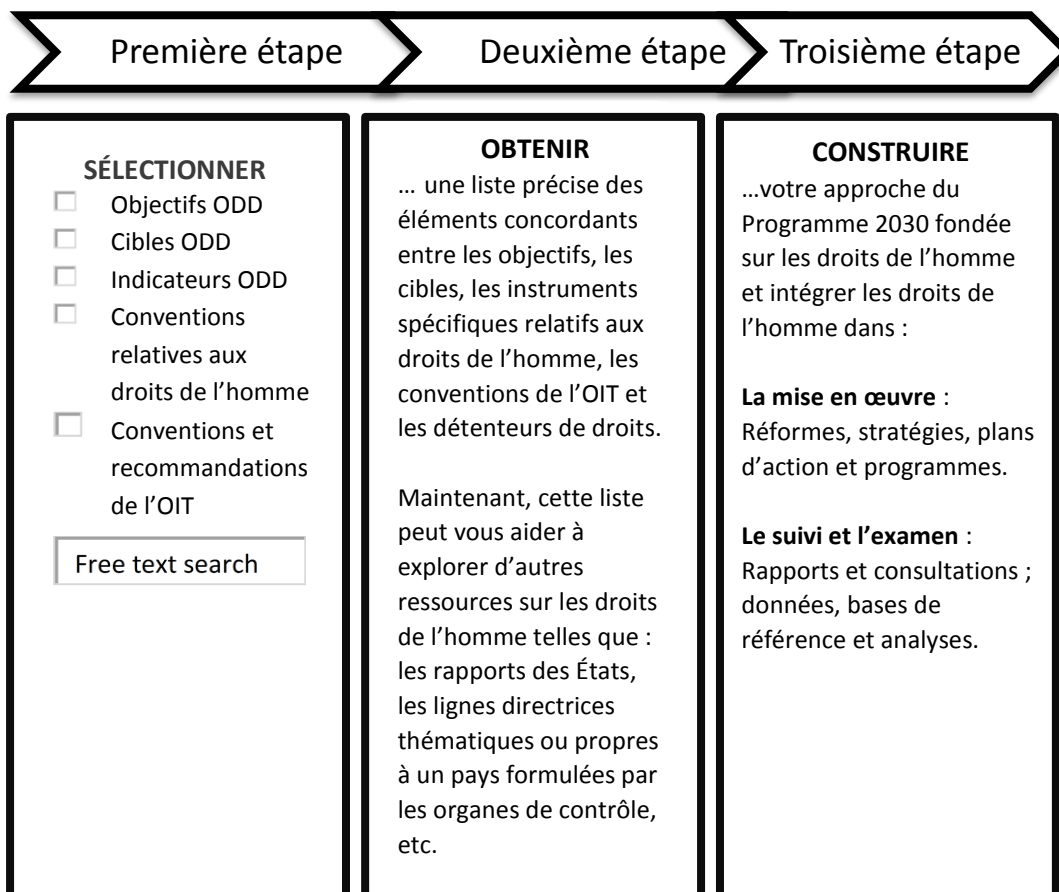 Première étape
Deuxième étape
Troisième étape
SÉLECTIONNER
Objectifs ODD
Cibles ODD
Indicateurs ODD
Conventions
relatives aux
droits de l’homme
Conventions et
recommandations
de l’OIT
Free text search
OBTENIR
… une liste précise des
éléments concordants
entre les objectifs, les
cibles, les instruments
spécifiques relatifs aux
droits de l’homme, les
conventions de l’OIT et
les détenteurs de droits.
Maintenant, cette liste
peut vous aider à
explorer d’autres
ressources sur les droits
de l’homme telles que :
les rapports des États,
les lignes directrices
thématiques ou propres
à un pays formulées par
les organes de contrôle,
etc.
CONSTRUIRE
…votre approche du
Programme 2030 fondée
sur les droits de l’homme
et intégrer les droits de
l’homme dans :
La mise en œuvre :
Réformes, stratégies, plans
d’action et programmes.
Le suivi et l’examen :
Rapports et consultations ;
données, bases de
référence et analyses.